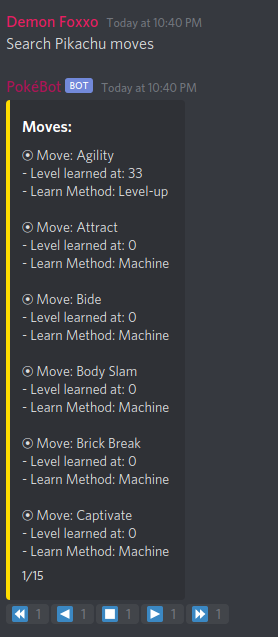 Demon Foxxo Today at 10:40 PM
Search Pikachu moves
PokéBot BOT Today at 10:40 PM
Moves:
⦿ Move: Agility
- Level learned at: 33
- Learn Method: Level-up
⦿ Move: Attract
- Level learned at: 0
- Learn Method: Machine
⦿ Move: Bide
- Level learned at: 0
- Learn Method: Machine
⦿ Move: Body Slam
- Level learned at: 0
- Learn Method: Machine
⦿ Move: Brick Break
- Level learned at: 0
- Learn Method: Machine
⦿ Move: Captivate
- Level learned at: 0
- Learn Method: Machine
1/15
⏪ 1 ◀ 1 ⏹ 1 ▶ 1 ⏩ 1